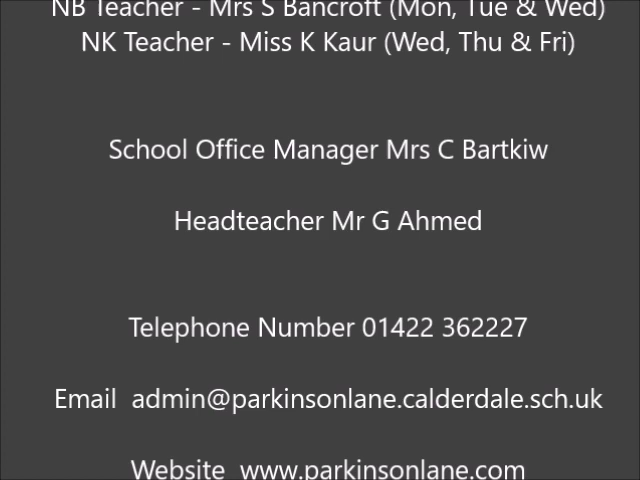 NB Teacher - Mrs S Bancroft (Mon, Tue & Wed)
NK Teacher - Miss K Kaur (Wed, Thu & Fri)
School Office Manager Mrs C Bartkiw
Headteacher Mr G Ahmed
Telephone Number 01422 362227
Email  admin@parkinsonlane.calderdale.sch.uk
Website  www.parkinsonlane.com